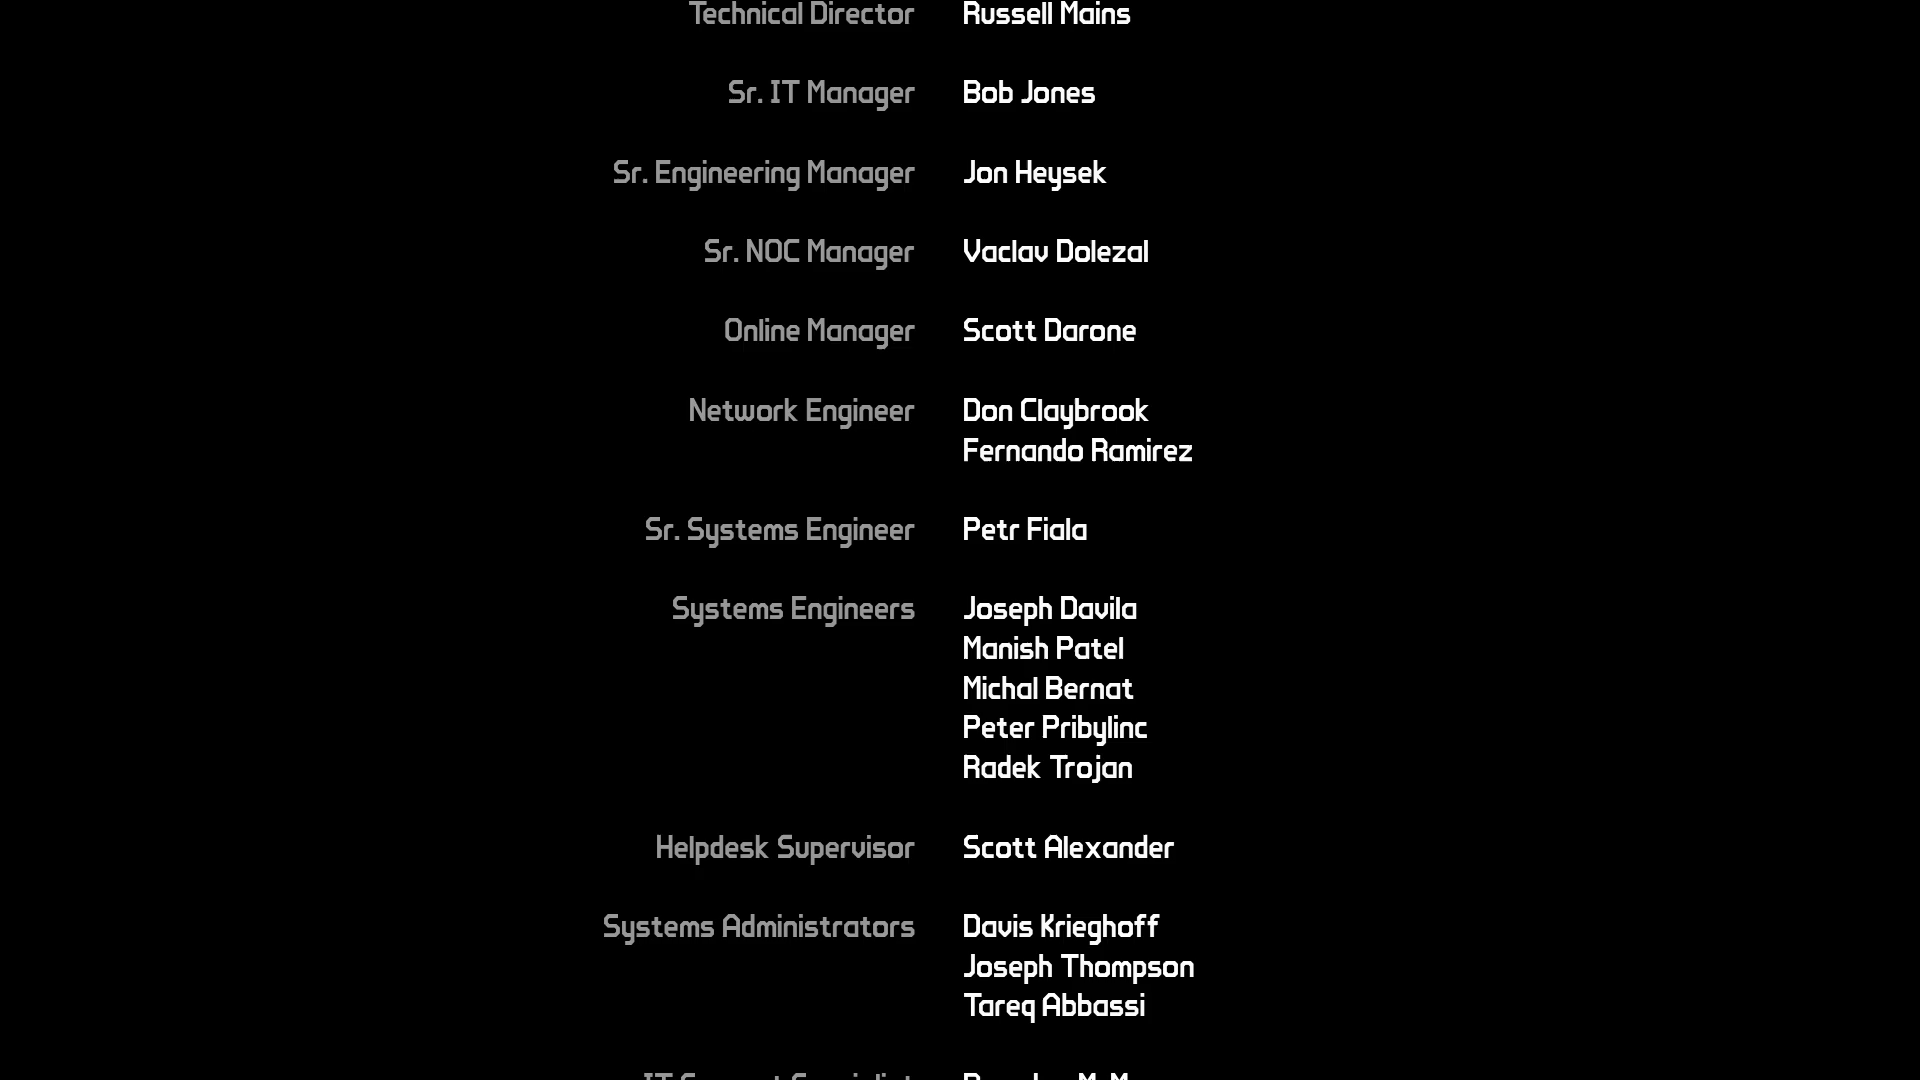 Technical Director Russell Mains
Sr. IT Manager Bob Jones
Sr. Engineering Manager Jon Heysek
Sr. NOC Manager Vaclav Dolezal
Online Manager Scott Darone
Network Engineer Don Claybrook
Fernando Ramirez
Sr. Systems Engineer Petr Fiala
Systems Engineers Joseph Davila
Manish Patel
Michal Bernat
Peter Pribylinc
Radek Trojan
Helpdesk Supervisor Scott Alexander
Systems Administrators Davis Krieghoff
Joseph Thompson
Tareq Abbassi
IT Support Specialist